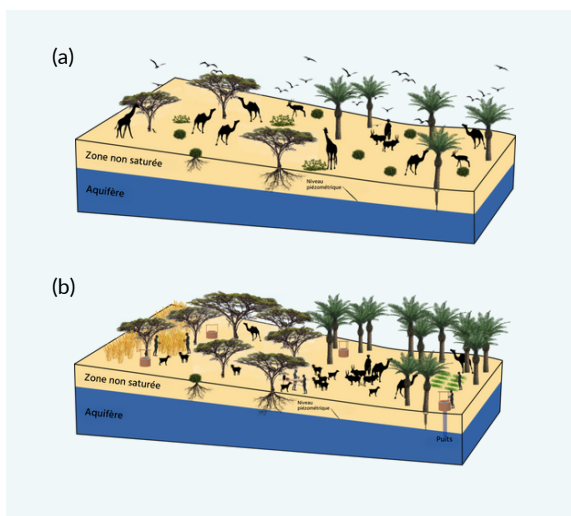 (a)
Zone non saturée
Niveau
piézométrique
Aquifère
(b)
Zone non saturée
Niveau
piézométrique
Aquifère
Puits